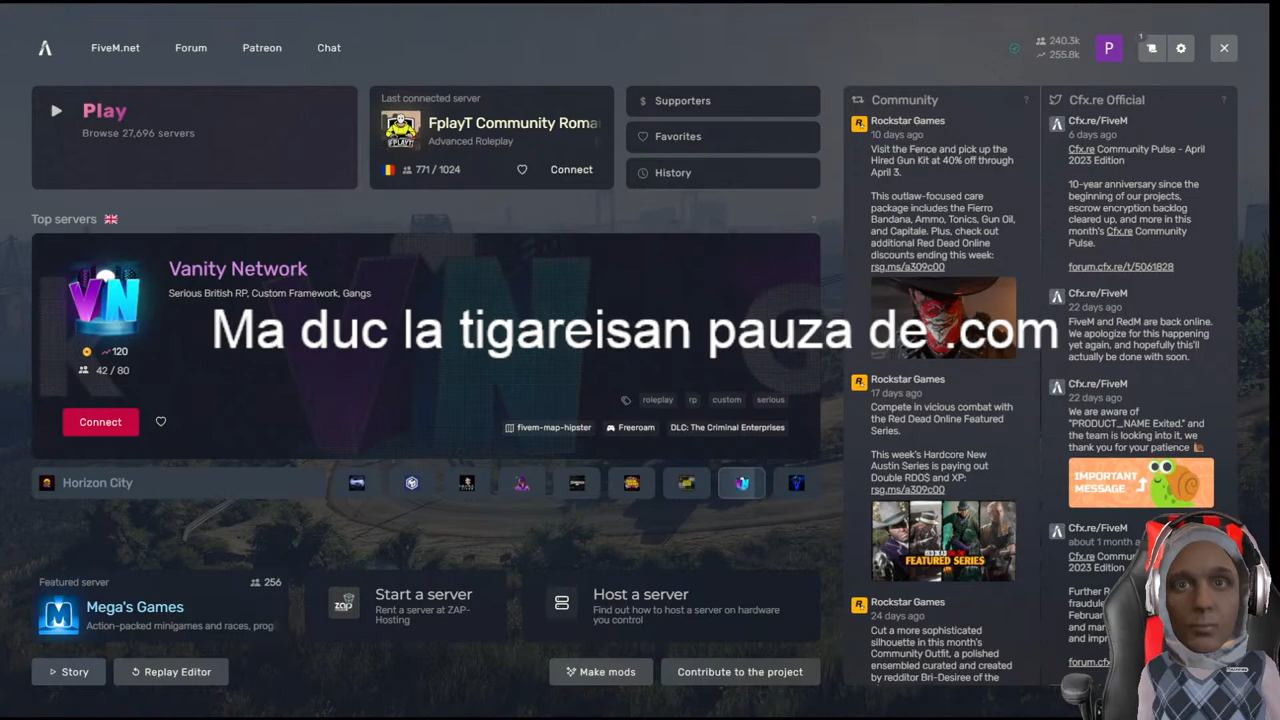 FiveM.net
Forum
Patreon
Chat
240.3k
255.8k
P
1
Play
Browse 27,696 servers
Last connected server
FplayT Community Roma
Advanced Roleplay
771 / 1024
Connect
Supporters
Favorites
History
Top servers
?
Vanity Network
Serious British RP, Custom Framework, Gangs
VN
120
42 / 80
Connect
Ma duc la tigareisan pauza de .com
roleplay
rp
custom
serious
fivem-map-hipster
Freeroam
DLC: The Criminal Enterprises
Horizon City
Featured server
256
Mega's Games
Action-packed minigames and races, prog
zap
Start a server
Rent a server at ZAP-
Hosting
Host a server
Find out how to host a server on hardware
you control
Story
Replay Editor
Make mods
Contribute to the project
Community
?
Rockstar Games
10 days ago
Visit the Fence and pick up the
Hired Gun Kit at 40% off through
April 3.
This outlaw-focused care
package includes the Fierro
Bandana, Ammo, Tonics, Gun Oil,
and Capitale. Plus, check out
additional Red Dead Online
discounts ending this week:
rsg.ms/a309c00
Rockstar Games
17 days ago
Compete in vicious combat with
the Red Dead Online Featured
Series.
This week's Hardcore New
Austin Series is paying out
Double RDO$ and XP:
rsg.ms/a309c00
RED DEAD ONLINE
FEATURED SERIES
Rockstar Games
24 days ago
Cut a more sophisticated
silhouette in this month's
Community Outfit, a polished
ensembled curated and created
by redditor Bri-Desiree of the
Cfx.re Official
?
Cfx.re/FiveM
6 days ago
Cfx.re Community Pulse - April
2023 Edition
10-year anniversary since the
beginning of our projects,
escrow encryption backlog
cleared up, and more in this
month's Cfx.re Community
Pulse.
forum.cfx.re/t/5061828
Cfx.re/FiveM
22 days ago
FiveM and RedM are back online.
We apologize for this happening
yet again, and hopefully this'll
actually be done with soon.
Cfx.re/FiveM
22 days ago
We are aware of
"PRODUCT_NAME Exited." and
the team is looking into it, we
thank you for your patience
IMPORTANT
MESSAGE
Cfx.re/FiveM
about 1 month a
Cfx.re Comm
2023 Edition
Further
fraudule
Februar
and mar
and imp
forum.cfx